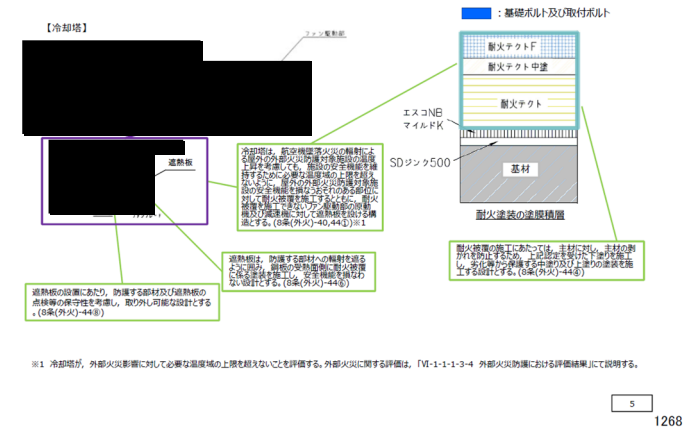 ：基礎ボルト及び取付ボルト
【冷却塔】
ファン駆動部
耐火テクトF
耐火テクト中塗
耐火テクト
エスコNB
マイルドK
SDジンク500
基材
耐火塗装の塗膜積層
遮熱板
冷却塔は，航空機墜落火災の輻射によ
る屋外の外部火災防護対象施設の温度
上昇を考慮しても，施設の安全機能を維
持するために必要な温度域の上限を超え
ないように，屋外の外部火災防護対象施
設の安全機能を損なうおそれのある部位に
対して耐火被覆を施工するとともに，耐火
被覆を施工できないファン駆動部の原動
機及び減速機に対して遮熱板を設ける構
造とする。(8条(外火)-40,44①)※1
遮熱板は，防護する部材への輻射を遮る
ように囲み，鋼板の受熱面側に耐火被覆
に係る塗装を施工し，安全機能を損なわ
ない設計とする。(8条(外火)-44⑥)
遮熱板の設置にあたり，防護する部材及び遮熱板の
点検等の保守性を考慮し，取り外し可能な設計とする
。(8条(外火)-44⑧)
耐火被覆の施工にあたっては，主材に対し，主材の剥
がれを防止するため，上記認定を受けた下塗りを施工
し，劣化等から保護する中塗り及び上塗りの塗装を施
工する設計とする。(8条(外火)-44④)
※1 冷却塔が，外部火災影響に対して必要な温度域の上限を超えないことを評価する。外部火災に関する評価は，「VI-1-1-1-3-4 外部火災防護における評価結果」にて説明する。
5
1268